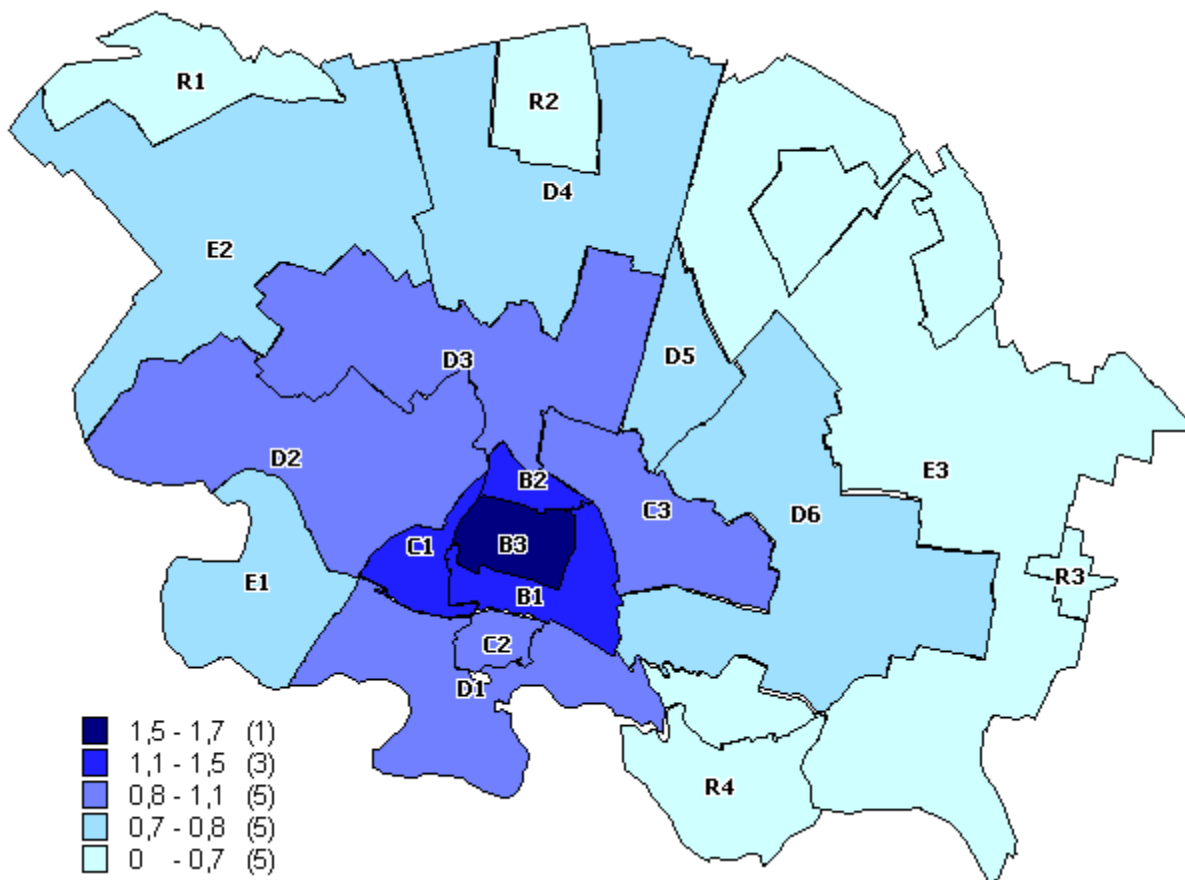 R1
R2
D4
E2
D3
D5
D2
B2
E3
C3
D6
C1
B3
R3
E1
B1
C2
D1
R4
1,5 - 1,7 (1)
1,1 - 1,5 (3)
0,8 - 1,1 (5)
0,7 - 0,8 (5)
0 - 0,7 (5)